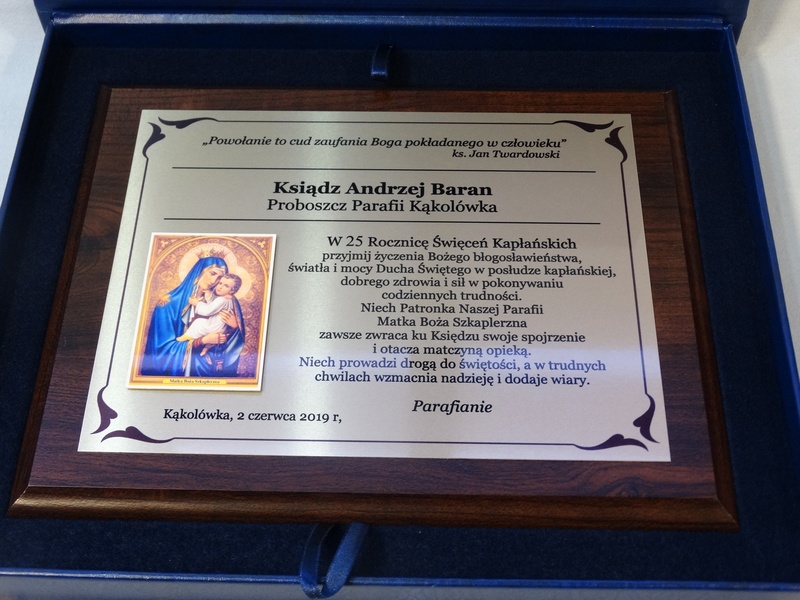 „Powołanie to cud zaufania Boga pokładanego w człowieku”
ks. Jan Twardowski
Ksiądz Andrzej Baran
Proboszcz Parafii Kąkolówka
W 25 Rocznicę Święceń Kapłańskich
przyjmij życzenia Bożego błogosławieństwa,
światła i mocy Ducha Świętego w posłudze kapłańskiej,
dobrego zdrowia i sił w pokonywaniu
codziennych trudności.
Niech Patronka Naszej Parafii
Matka Boża Szkaplerzna
zawsze zwraca ku Księdzu swoje spojrzenie
i otacza matczyną opieką.
Niech prowadzi drogą do świętości, a w trudnych
chwilach wzmacnia nadzieję i dodaje wiary.
Matka Boża Szkaplerzna
Parafianie
Kąkolówka, 2 czerwca 2019 r,